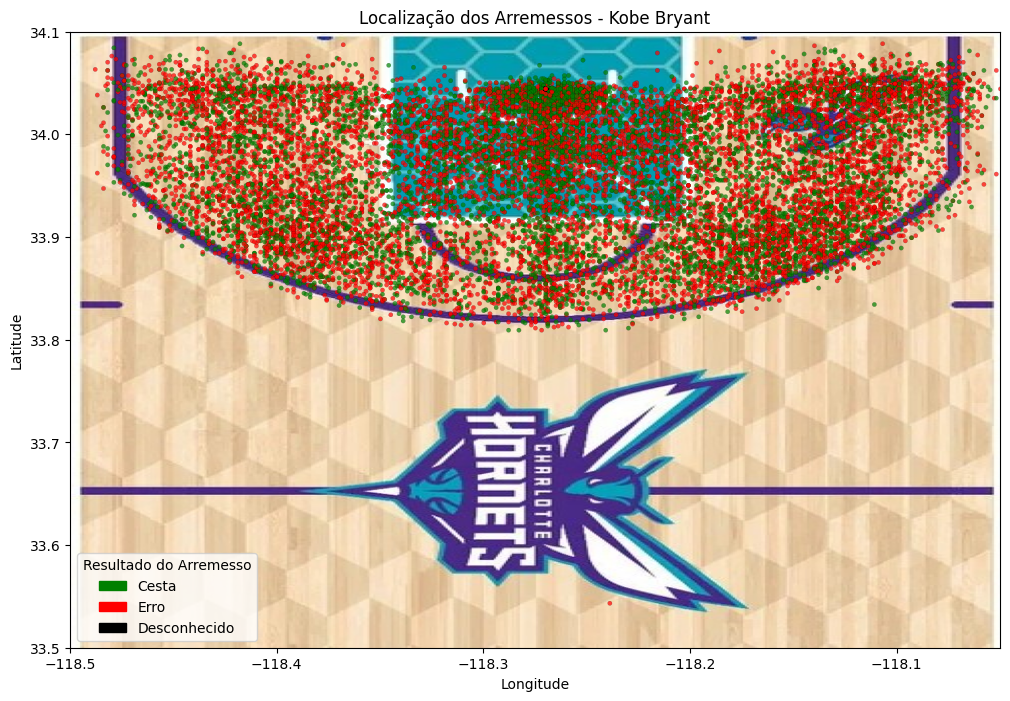 Localização dos Arremessos - Kobe Bryant
34.1
34.0
33.9
33.8
33.7
33.6
33.5
Latitude
HORNETS
CHARLOTTE
Resultado do Arremesso
Cesta
Erro
Desconhecido
−118.5
−118.4
−118.3
−118.2
−118.1
Longitude